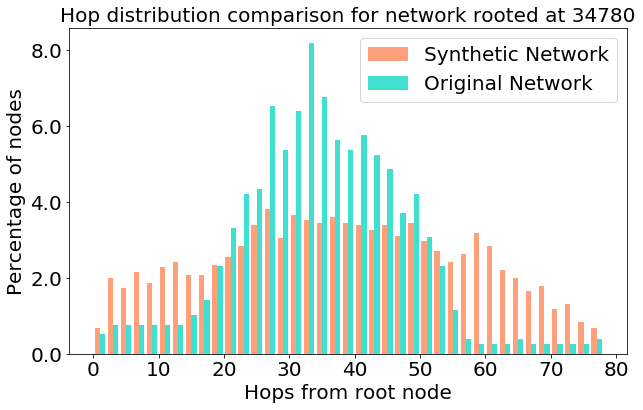 Hop distribution comparison for network rooted at 34780
Synthetic Network
Original Network
Percentage of nodes
8.0
6.0
4.0
2.0
0.0
0 10 20 30 40 50 60 70 80
Hops from root node